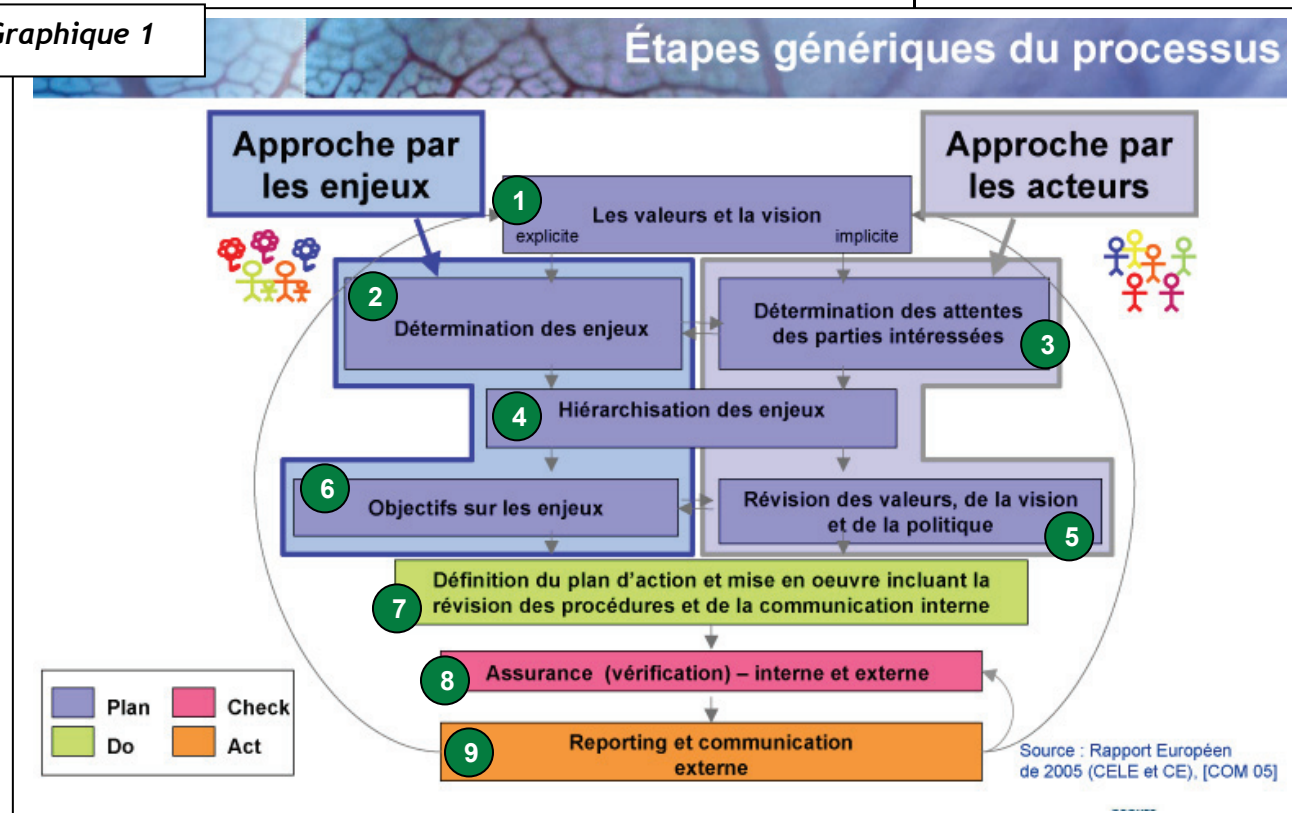 Graphique 1
Étapes génériques du processus
Approche par
les enjeux
Approche par
les acteurs
1
Les valeurs et la vision
explicite
implicite
2
Détermination des enjeux
Détermination des attentes
des parties intéressées
3
4
Hiérarchisation des enjeux
6
Objectifs sur les enjeux
Révision des valeurs, de la vision
et de la politique
5
7
Définition du plan d'action et mise en oeuvre incluant la
révision des procédures et de la communication interne
8
Assurance (vérification) – interne et externe
9
Reporting et communication
externe
Plan
Check
Do
Act
Source : Rapport Européen
de 2005 (CELE et CE), [COM 05]